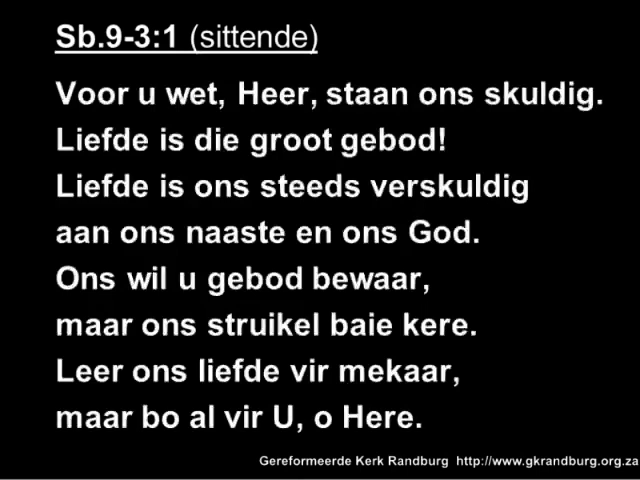 Sb.9-3:1 (sittende)
Voor u wet, Heer, staan ons skuldig.
Liefde is die groot gebod!
Liefde is ons steeds verskuldig
aan ons naaste en ons God.
Ons wil u gebod bewaar,
maar ons struikel baie kere.
Leer ons liefde vir mekaar,
maar bo al vir U, o Here.
Gereformeerde Kerk Randburg http://www.gkrandburg.org.za